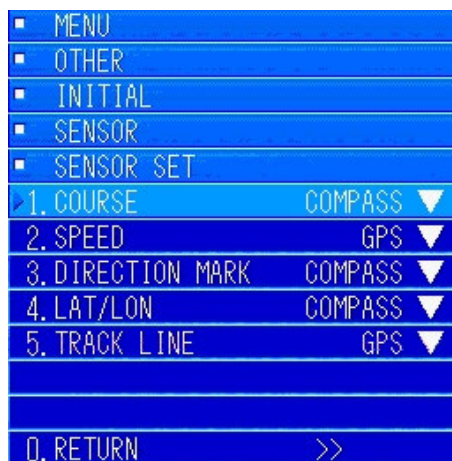 MENU
OTHER
INITIAL
SENSOR
SENSOR SET
1. COURSE COMPASS ▼
2. SPEED GPS ▼
3. DIRECTION MARK COMPASS ▼
4. LAT/LON COMPASS ▼
5. TRACK LINE GPS ▼
0. RETURN >>